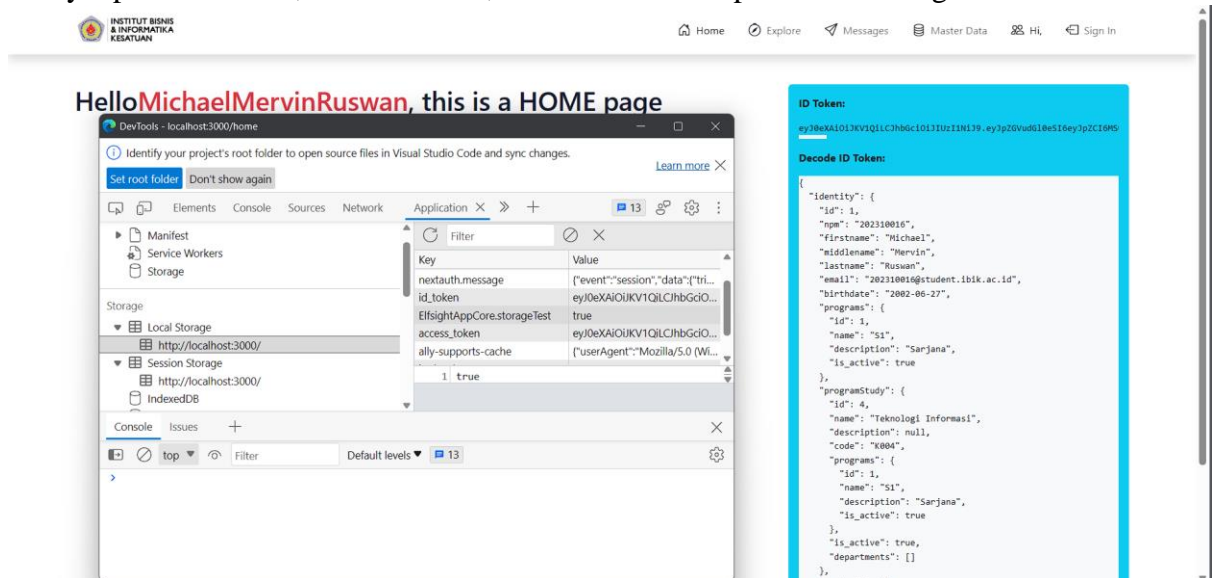 INSTITUT BISNIS
& INFORMATIKA
KESATUAN
Home
Explore
Messages
Master Data
Hi,
Sign In
HelloMichaelMervinRuswan, this is a HOME page
DevTools - localhost:3000/home
Identify your project's root folder to open source files in Visual Studio Code and sync changes.
Learn more
Set root folder
Don't show again
Elements
Console
Sources
Network
Application
13
Manifest
Service Workers
Storage
Storage
Local Storage
http://localhost:3000/
Session Storage
http://localhost:3000/
IndexedDB
Filter
Key
Value
nextauth.message
{"event":"session","data":{"tri...
id_token
eyJ0eXAiOiJKV1QiLCJhbGciO...
ElfsightAppCore.storageTest
true
access_token
eyJ0eXAiOiJKV1QiLCJhbGciO...
ally-supports-cache
{"userAgent":"Mozilla/5.0 (Wi...
1 true
Console
Issues
top
Filter
Default levels
13
ID Token:
Decode ID Token:
{
"identity": {
"id": 1,
"npm": "202310016",
"firstname": "Michael",
"middlename": "Mervin",
"lastname": "Ruswan",
"email": "202310016@student.ibik.ac.id",
"birthdate": "2002-06-27",
"programs": {
"id": 1,
"name": "S1",
"description": "Sarjana",
"is_active": true
},
"programStudy": {
"id": 4,
"name": "Teknologi Informasi",
"description": null,
"code": "K004",
"programs": {
"id": 1,
"name": "S1",
"description": "Sarjana",
"is_active": true
},
"is_active": true,
"departments": []
},